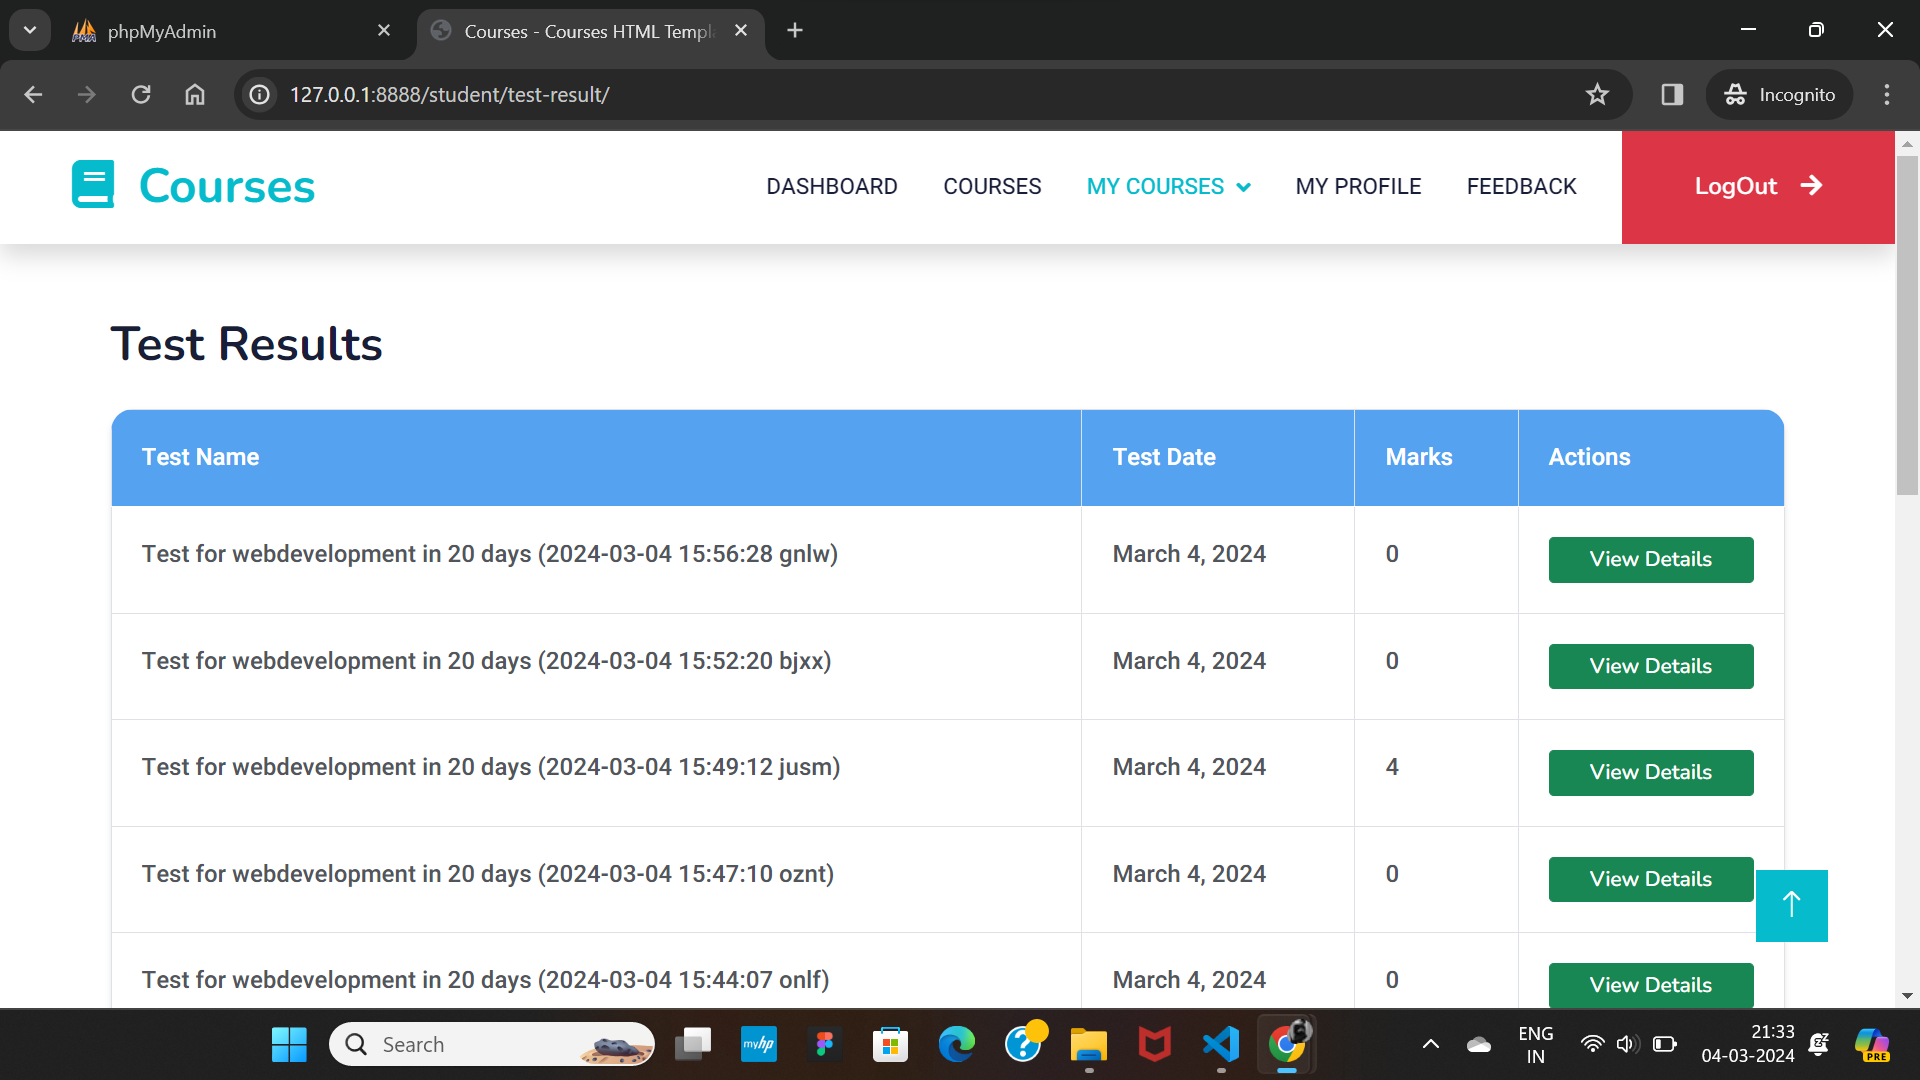 phpMyAdmin
Courses - Courses HTML Templa
127.0.0.1:8888/student/test-result/
Incognito
Courses
DASHBOARD
COURSES
MY COURSES
MY PROFILE
FEEDBACK
LogOut
Test Results
Test Name Test Date Marks Actions
Test for webdevelopment in 20 days (2024-03-04 15:56:28 gnlw) March 4, 2024 0 View Details
Test for webdevelopment in 20 days (2024-03-04 15:52:20 bjxx) March 4, 2024 0 View Details
Test for webdevelopment in 20 days (2024-03-04 15:49:12 jusm) March 4, 2024 4 View Details
Test for webdevelopment in 20 days (2024-03-04 15:47:10 oznt) March 4, 2024 0 View Details
Test for webdevelopment in 20 days (2024-03-04 15:44:07 onlf) March 4, 2024 0 View Details
Search
myhp
ENG
IN
21:33
04-03-2024
PRE